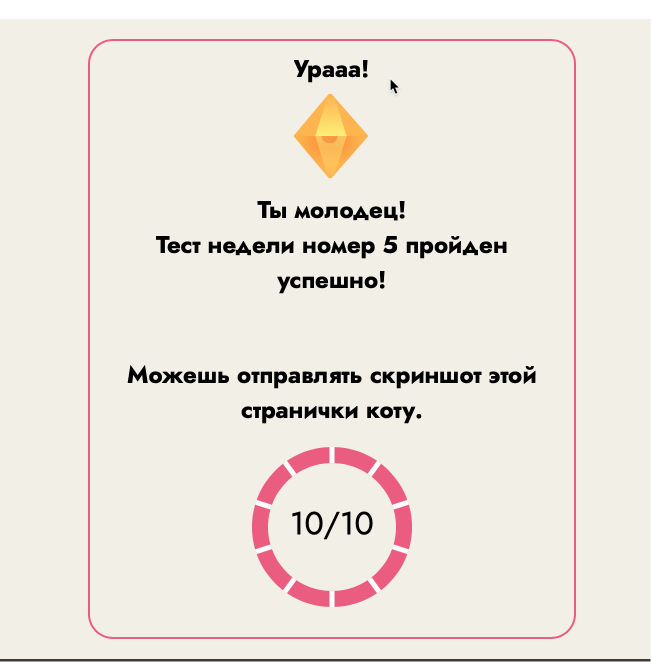 Урааа!
Ты молодец!
Тест недели номер 5 пройден
успешно!
Можешь отправлять скриншот этой
странички коту.
10/10